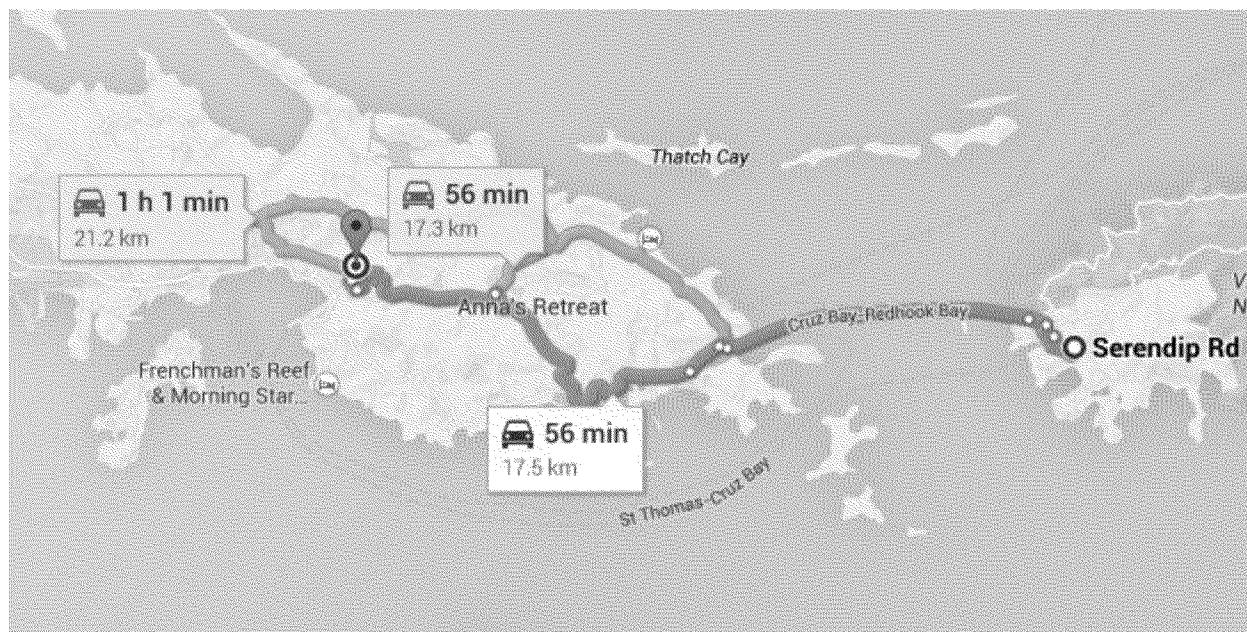 Thatch Cay
1 h 1 min
21.2 km
56 min
17.3 km
Anna's Retreat
Cruz Bay-Redhook Bay
V
N
Serendip Rd
Frenchman's Reef
& Morning Star...
56 min
17.5 km
St Thomas-Cruz Bay